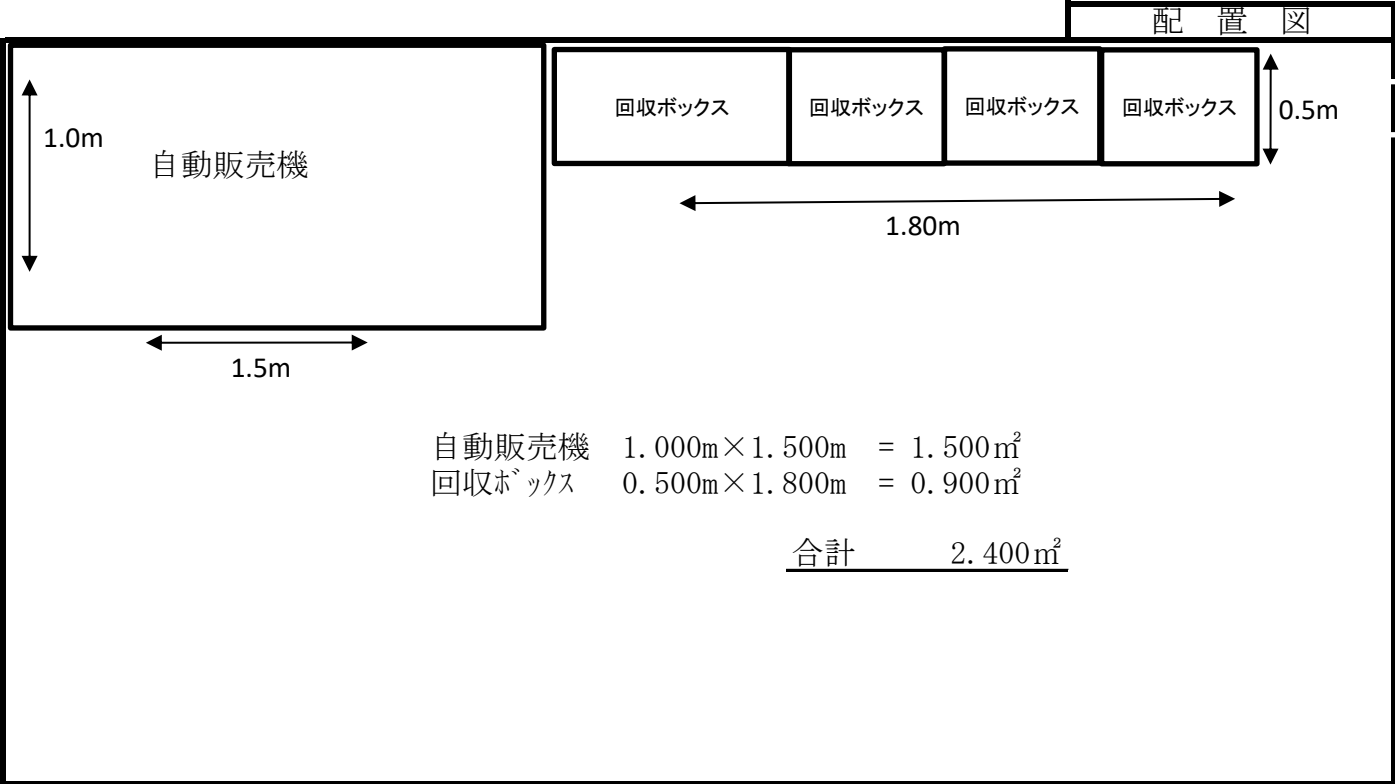 配 置 図
回収ボックス 回収ボックス 回収ボックス 回収ボックス
0.5m
1.0m
自動販売機
1.80m
1.5m
自動販売機 1.000m×1.500m = 1.500㎡
回収ﾎﾞｯｸｽ 0.500m×1.800m = 0.900㎡
合計 2.400㎡